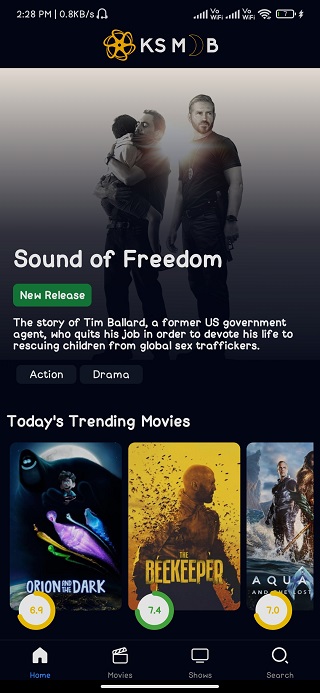 2:28 PM | 0.8KB/s
Vo
WiFi
Vo
WiFi
7
KS M B
Sound of Freedom
New Release
The story of Tim Ballard, a former US government
agent, who quits his job in order to devote his life to
rescuing children from global sex traffickers.
Action
Drama
Today's Trending Movies
ORION AND THE DARK
THE
BEEKEEPER
AQUA
AND THE LOST
6.9
7.4
7.0
Home
Movies
Shows
Search